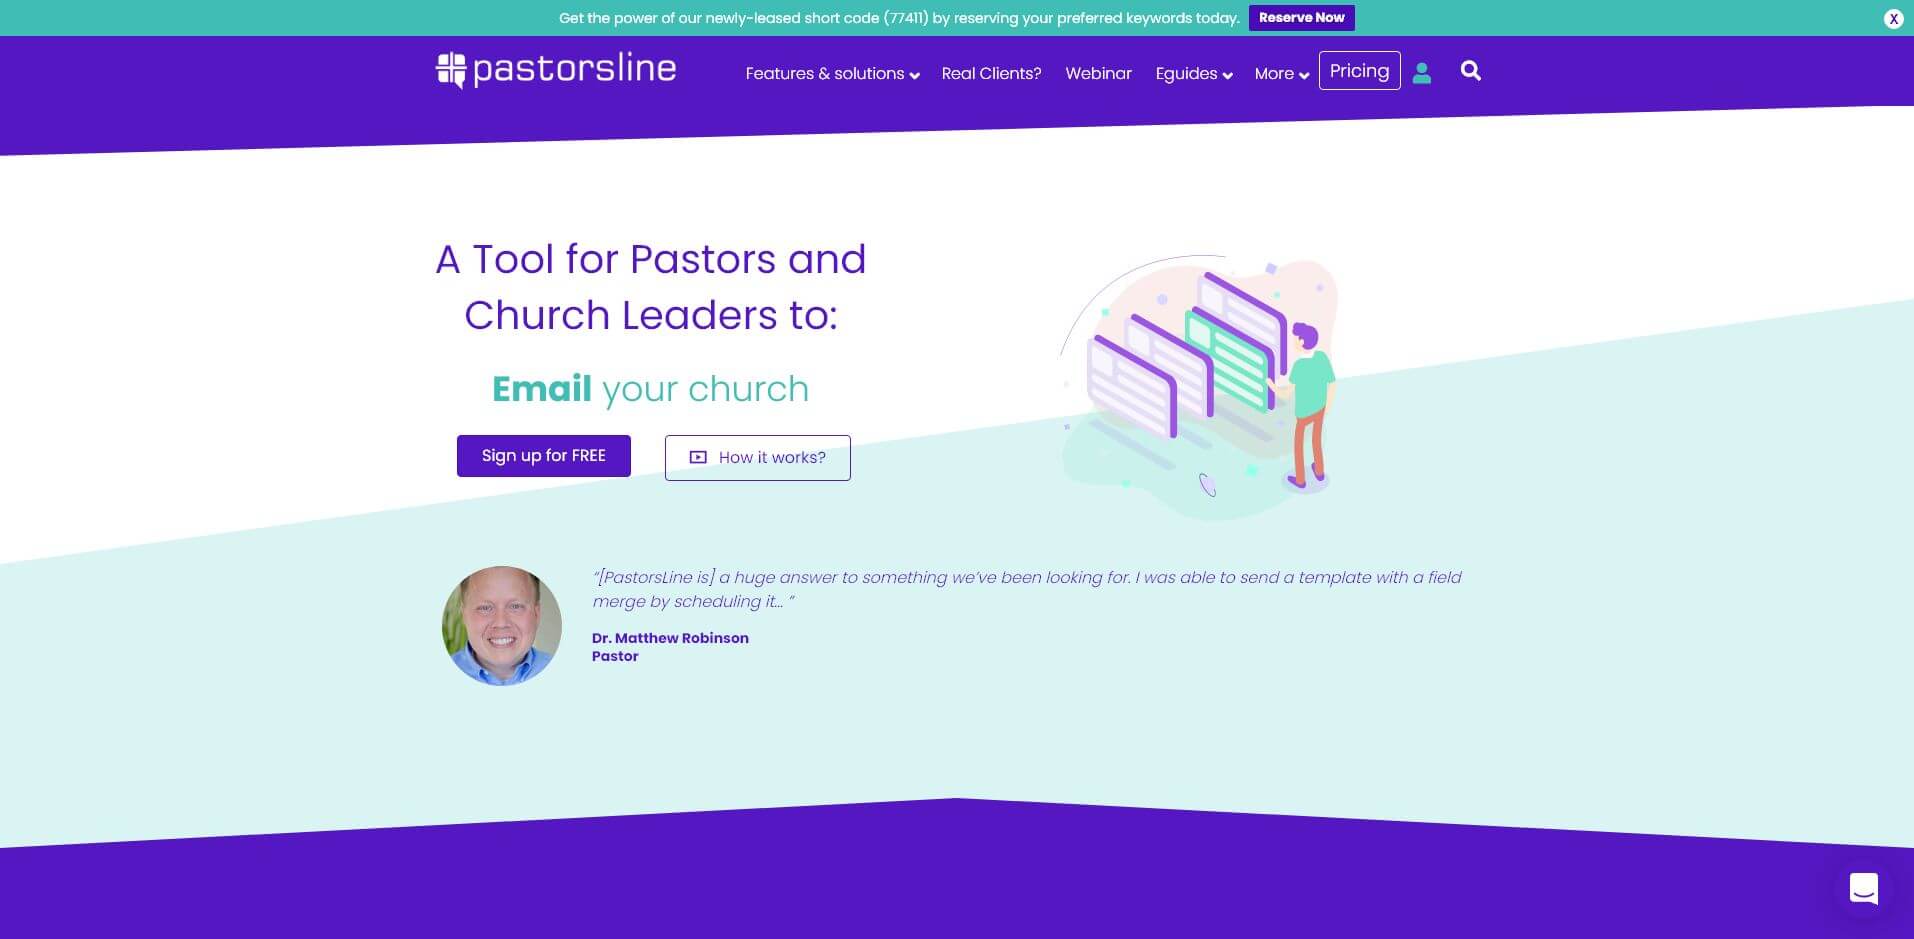 Get the power of our newly-leased short code (77411) by reserving your preferred keywords today. Reserve Now X
pastorsline Features & solutions Real Clients? Webinar Eguides More Pricing
A Tool for Pastors and
Church Leaders to:
Email your church
Sign up for FREE How it works?
“[PastorsLine is] a huge answer to something we’ve been looking for. I was able to send a template with a field
merge by scheduling it... ”
Dr. Matthew Robinson
Pastor